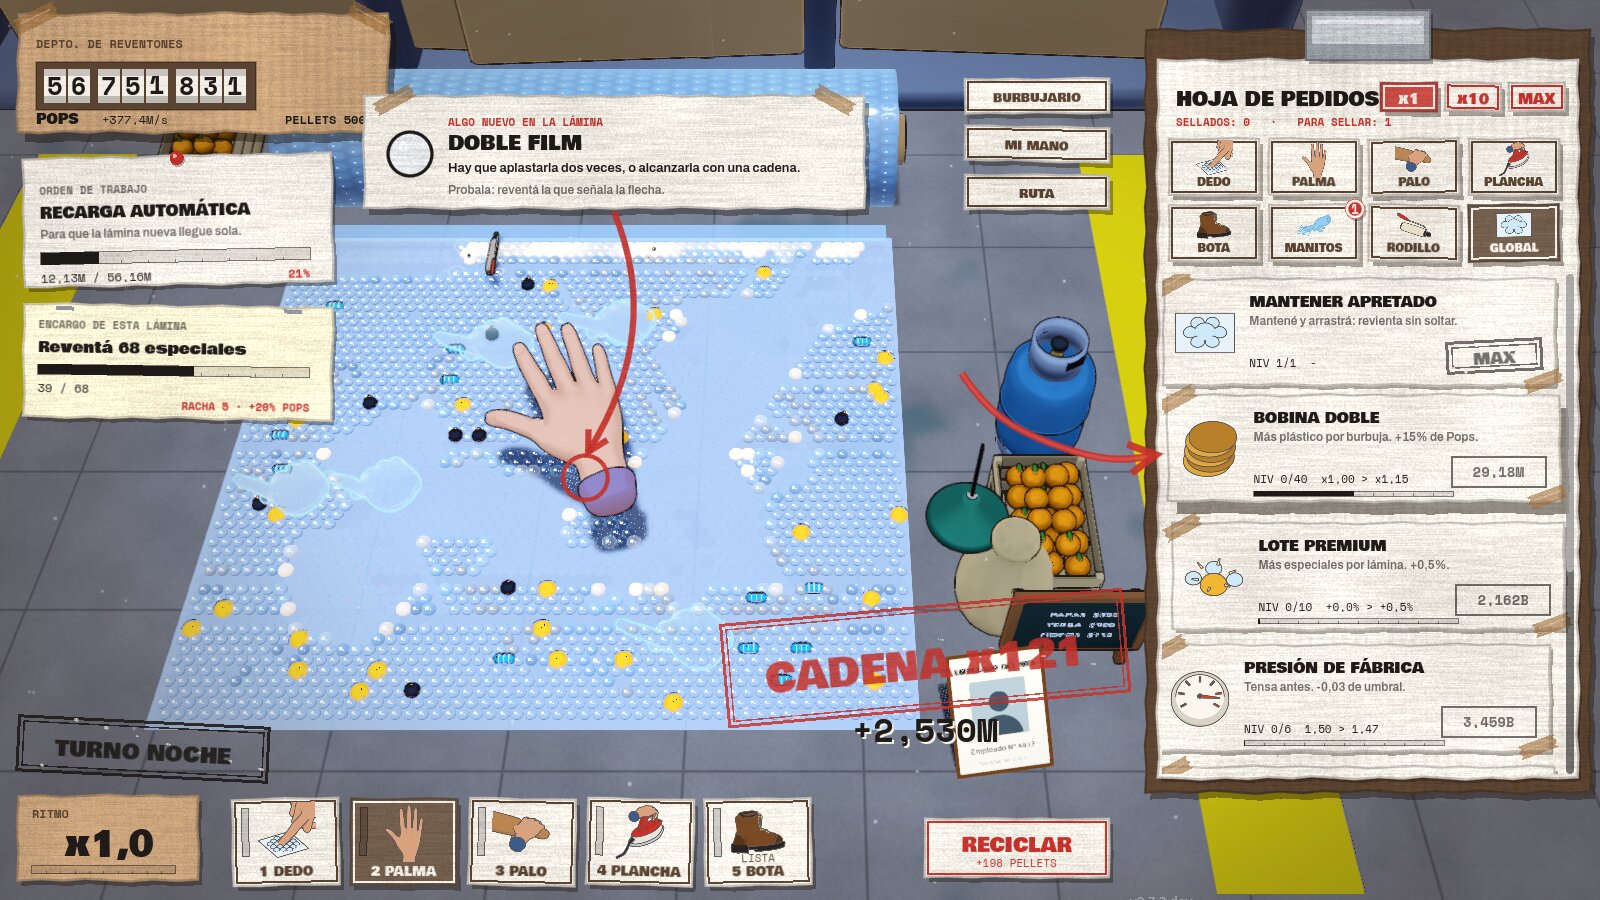 DEPTO. DE REVENTONES
56 751 831
POPS +377.4M/s PELLETS 500
ORDEN DE TRABAJO
RECARGA AUTOMÁTICA
Para que la lámina nueva llegue sola.
12,13M / 56,16M 21%
ENCARGO DE ESTA LÁMINA
Reventá 68 especiales
39 / 68
RACHA 5 · +20% POPS
ALGO NUEVO EN LA LÁMINA
DOBLE FILM
Hay que aplastarla dos veces, o alcanzarla con una cadena.
Probala: reventá la que señala la flecha.
BURBUJARIO
MI MANO
RUTA
HOJA DE PEDIDOS x1 x10 MAX
SELLADOS: 0 · PARA SELLAR: 1
DEDO PALMA PALO PLANCHA
BOTA MANITOS 1 RODILLO GLOBAL
MANTENER APRETADO
Mantené y arrastrá: revienta sin soltar.
NIV 1/1 - MAX
BOBINA DOBLE
Más plástico por burbuja. +15% de Pops.
NIV 0/40 x1,00 > x1,15 29,18M
LOTE PREMIUM
Más especiales por lámina. +0,5%.
NIV 0/10 +0,0% > +0,5% 2,162B
PRESIÓN DE FÁBRICA
Tensa antes. -0,03 de umbral.
NIV 0/6 1,50 > 1,47 3,459B
CADENA x121
+2,530M
TURNO NOCHE
RITMO
x1,0
1 DEDO
2 PALMA
3 PALO
4 PLANCHA
LISTA
5 BOTA
RECICLAR
+198 PELLETS